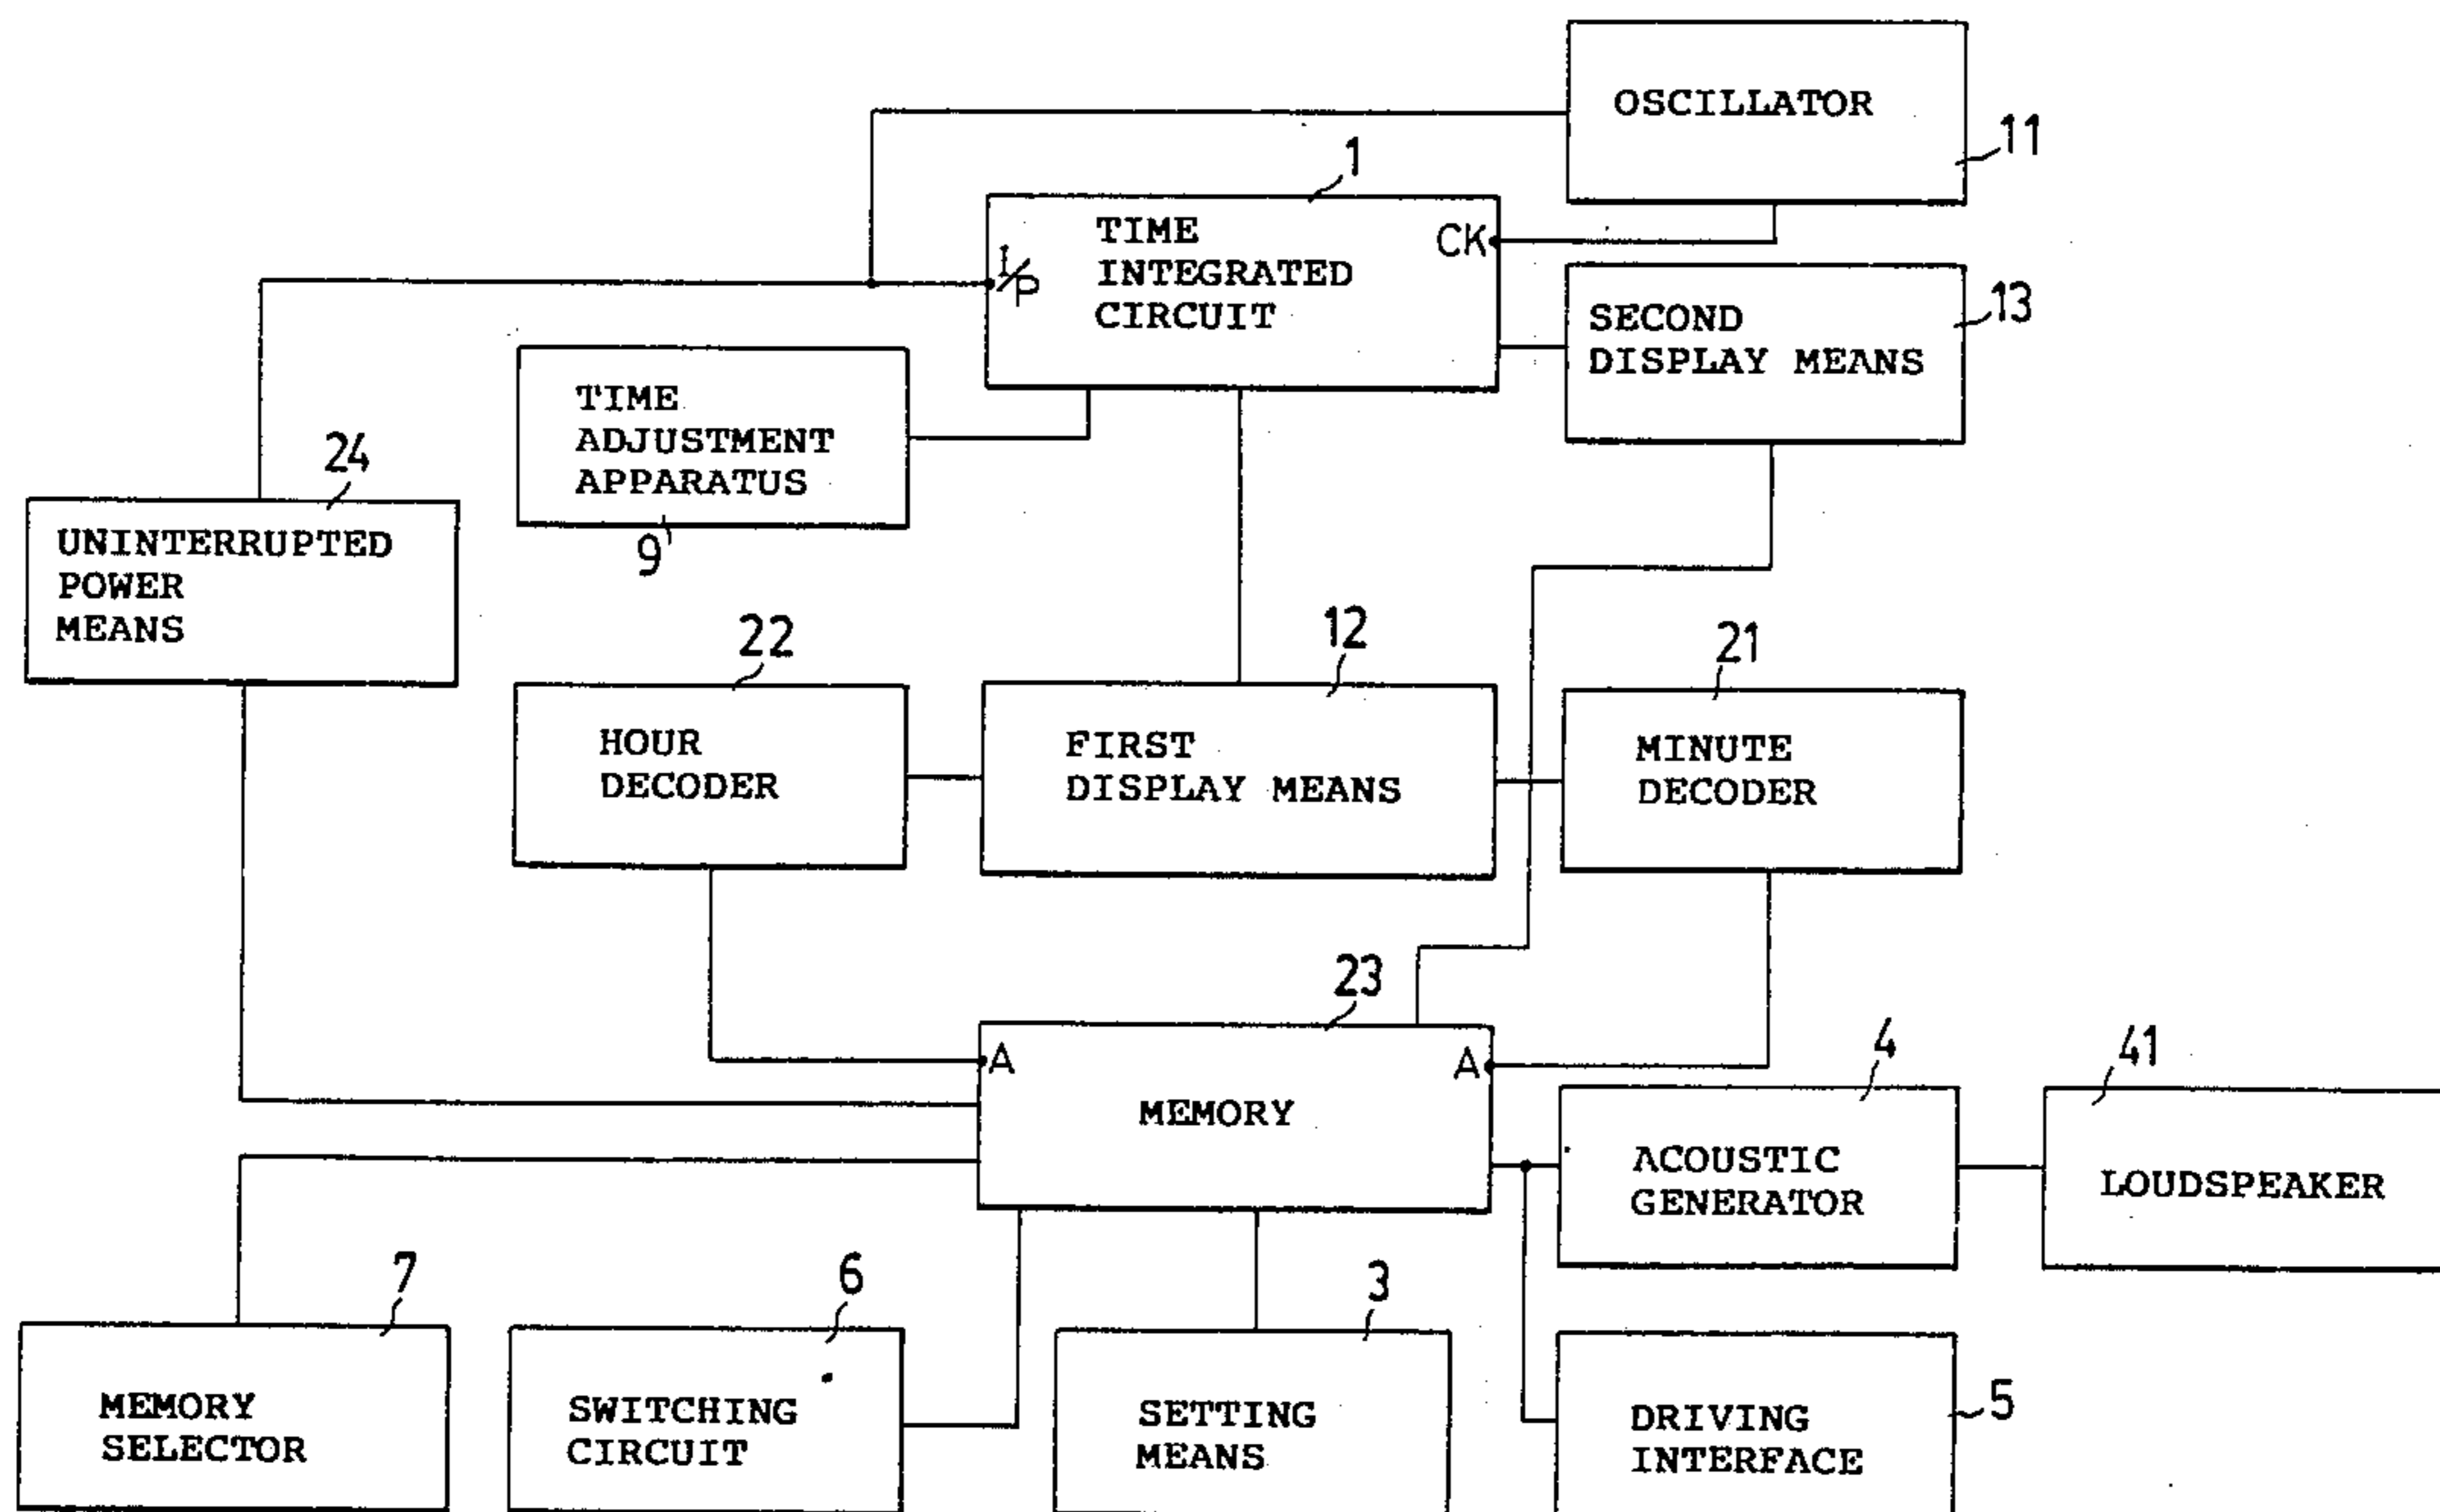 OSCILLATOR
11
1
TIME
INTEGRATED
CIRCUIT
CK
I/P
SECOND
DISPLAY MEANS
13
TIME
ADJUSTMENT
APPARATUS
9
24
UNINTERRUPTED
POWER
MEANS
22
HOUR
DECODER
12
FIRST
DISPLAY MEANS
21
MINUTE
DECODER
23
A
A
MEMORY
4
ACOUSTIC
GENERATOR
41
LOUDSPEAKER
7
MEMORY
SELECTOR
6
SWITCHING
CIRCUIT
3
SETTING
MEANS
DRIVING
INTERFACE
5